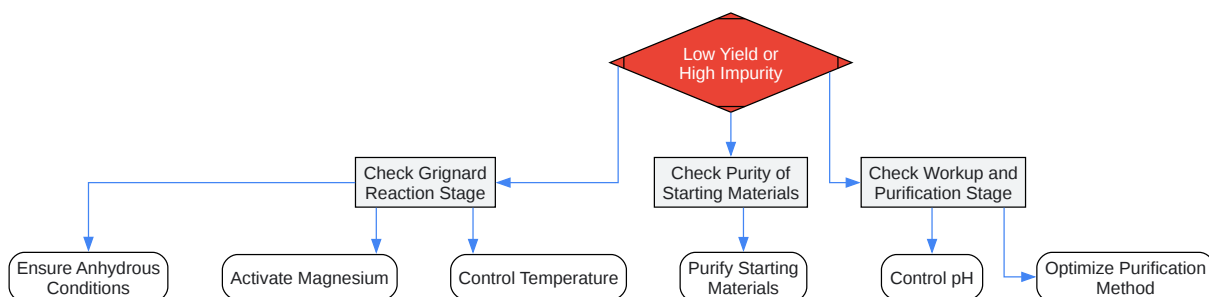 Low Yield or
High Impurity
Check Grignard
Reaction Stage
Check Purity of
Starting Materials
Check Workup and
Purification Stage
Ensure Anhydrous
Conditions
Activate Magnesium
Control Temperature
Purify Starting
Materials
Control pH
Optimize Purification
Method